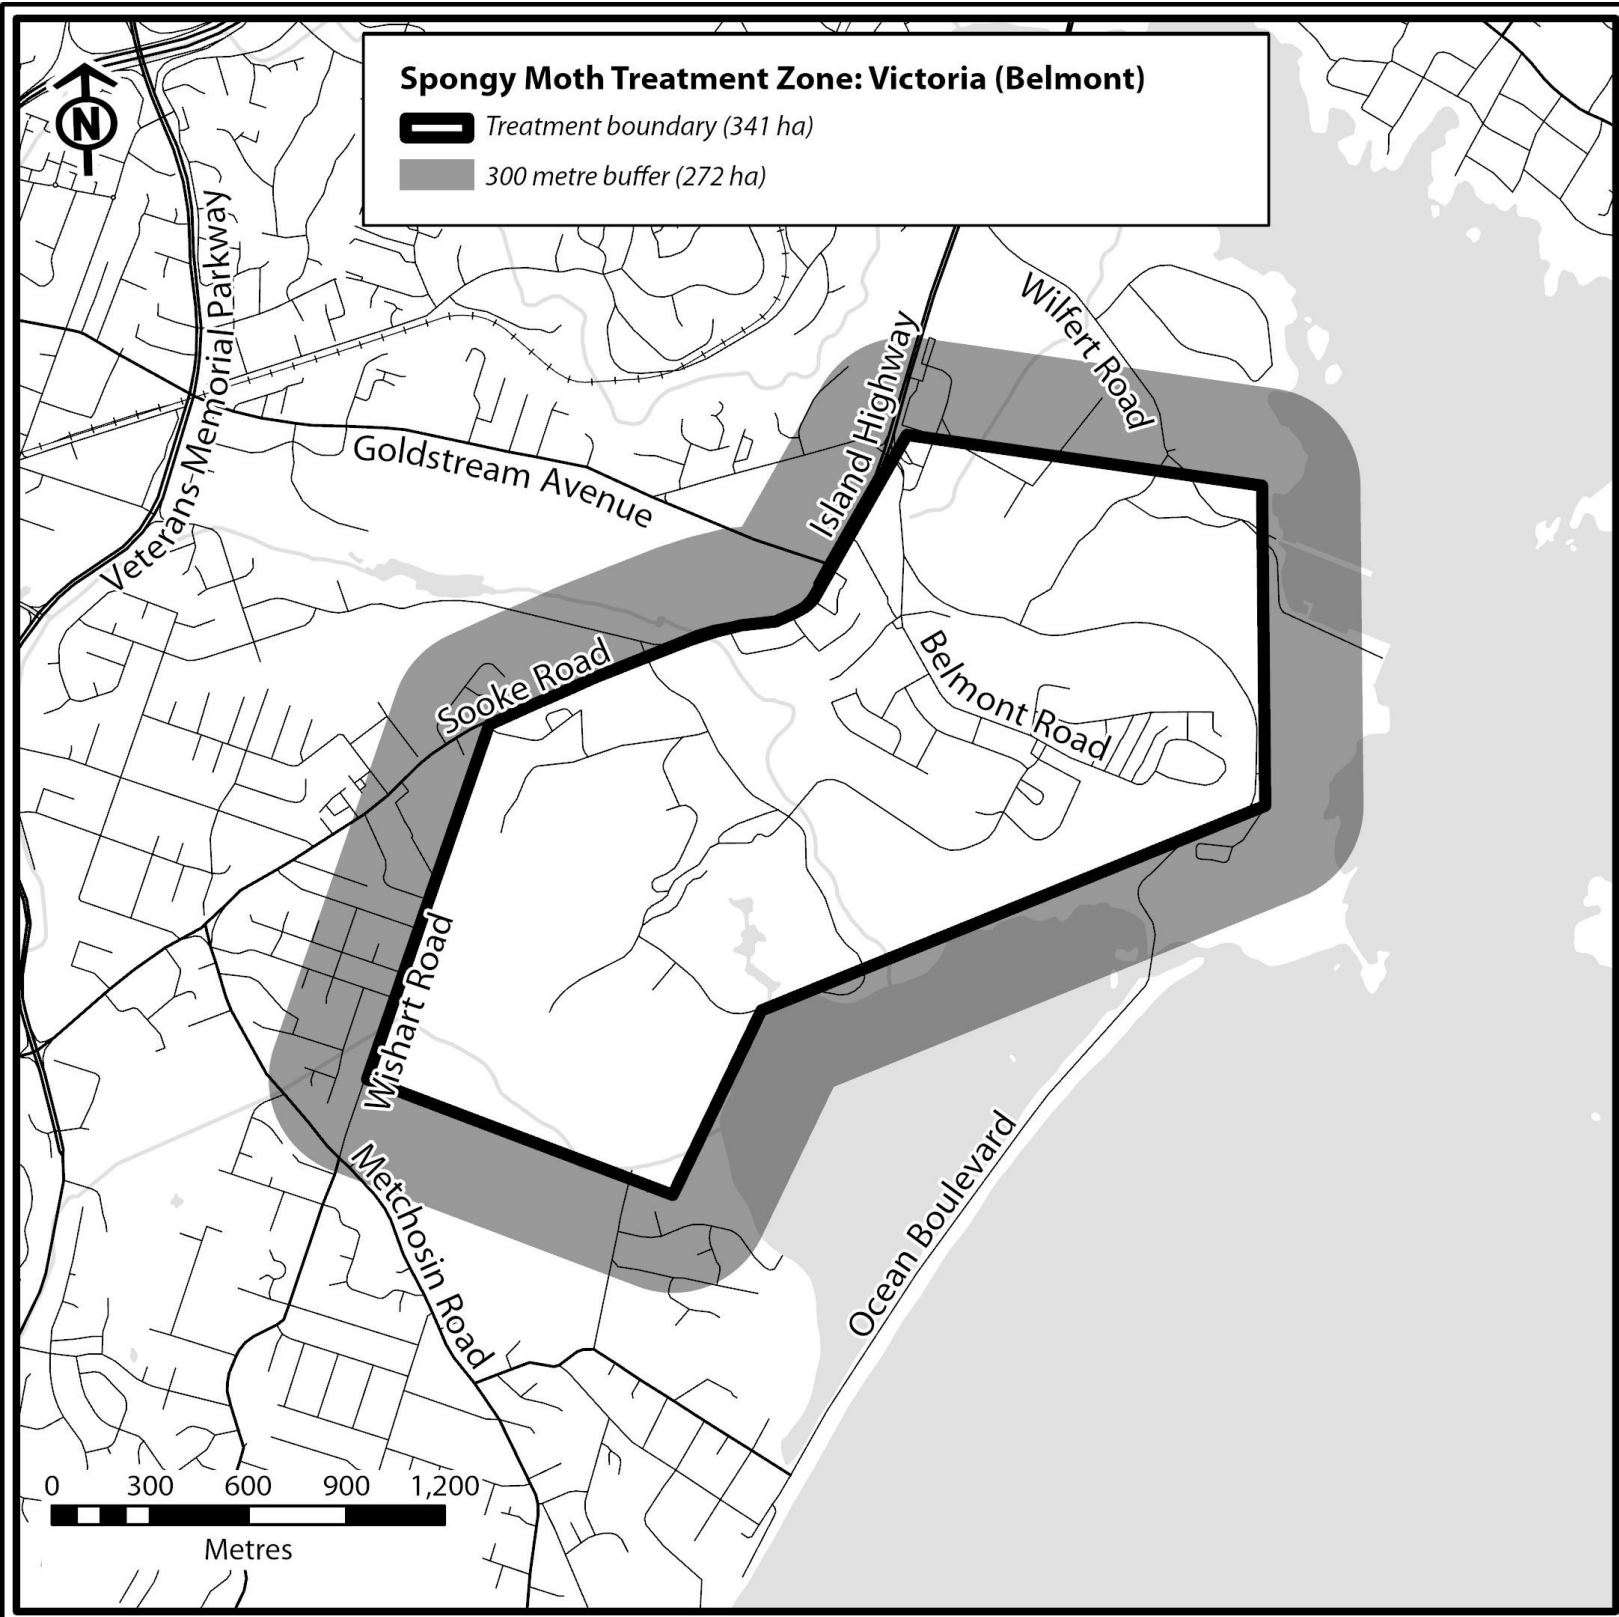 Spongy Moth Treatment Zone: Victoria (Belmont)
Treatment boundary (341 ha)
300 metre buffer (272 ha)
N
Veterans Memorial Parkway
Wilfert Road
Island Highway
Goldstream Avenue
Sooke Road
Belmont Road
Wishart Road
Metchosin Road
Ocean Boulevard
0 300 600 900 1,200
Metres